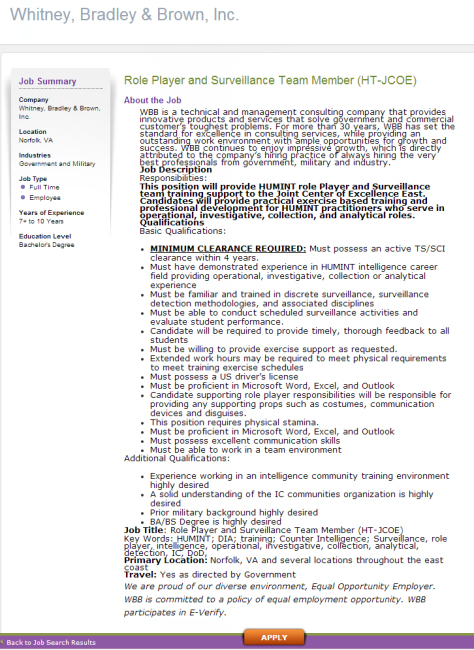 Whitney, Bradley & Brown, Inc.
Job Summary
Company
Whitney, Bradley & Brown,
Inc.
Location
Norfolk, VA
Industries
Government and Military
Job Type
Full Time
Employee
Years of Experience
7+ to 10 Years
Education Level
Bachelor's Degree
Role Player and Surveillance Team Member (HT-JCOE)
About the Job
WBB is a technical and management consulting company that provides
innovative products and services that solve government and commercial
customer's toughest problems. For more than 30 years, WBB has set the
standard for excellence in consulting services, while providing an
outstanding work environment with ample opportunities for growth and
success. WBB continues to enjoy impressive growth, which is directly
attributed to the company's hiring practice of always hiring the very
best professionals from government, military and industry.
Job Description
Responsibilities:
This position will provide HUMINT role Player and Surveillance
team training support to the Joint Center of Excellence East.
Candidates will provide practical exercise based training and
professional development for HUMINT practitioners who serve in
operational, investigative, collection, and analytical roles.
Qualifications
Basic Qualifications:
• MINIMUM CLEARANCE REQUIRED: Must possess an active TS/SCI
clearance within 4 years.
• Must have demonstrated experience in HUMINT intelligence career
field providing operational, investigative, collection or analytical
experience
• Must be familiar and trained in discrete surveillance, surveillance
detection methodologies, and associated disciplines
• Must be able to conduct scheduled surveillance activities and
evaluate student performance.
• Candidate will be required to provide timely, thorough feedback to all
students
• Must be willing to provide exercise support as requested.
• Extended work hours may be required to meet physical requirements
to meet training exercise schedules
• Must possess a US driver's license
• Must be proficient in Microsoft Word, Excel, and Outlook
• Candidate supporting role player responsibilities will be responsible for
providing any supporting props such as costumes, communication
devices and disguises.
• This position requires physical stamina.
• Must be proficient in Microsoft Word, Excel, and Outlook
• Must possess excellent communication skills
• Must be able to work in a team environment
Additional Qualifications:
• Experience working in an intelligence community training environment
highly desired
• A solid understanding of the IC communities organization is highly
desired
• Prior military background highly desired
• BA/BS Degree is highly desired
Job Title: Role Player and Surveillance Team Member (HT-JCOE)
Key Words: HUMINT; DIA; training; Counter Intelligence; Surveillance, role
player, intelligence, operational, investigative, collection, analytical,
detection, IC, DoD,
Primary Location: Norfolk, VA and several locations throughout the east
coast
Travel: Yes as directed by Government
We are proud of our diverse environment, Equal Opportunity Employer.
WBB is committed to a policy of equal employment opportunity. WBB
participates in E-Verify.
Back to Job Search Results
APPLY